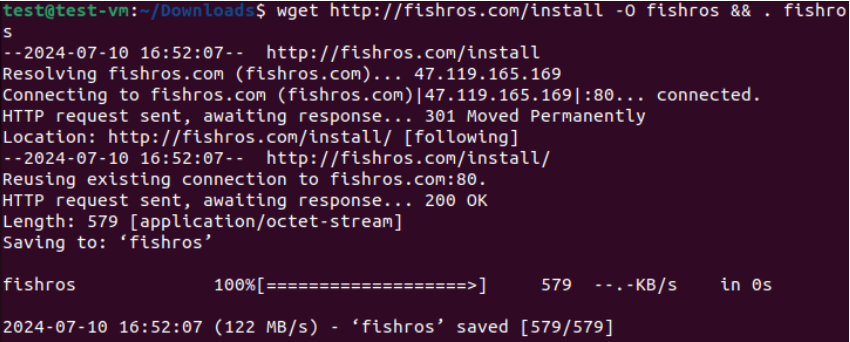 test@test-vm:~/Downloads$ wget http://fishros.com/install -O fishros && . fishro
s
--2024-07-10 16:52:07--  http://fishros.com/install
Resolving fishros.com (fishros.com)... 47.119.165.169
Connecting to fishros.com (fishros.com)|47.119.165.169|:80... connected.
HTTP request sent, awaiting response... 301 Moved Permanently
Location: http://fishros.com/install/ [following]
--2024-07-10 16:52:07--  http://fishros.com/install/
Reusing existing connection to fishros.com:80.
HTTP request sent, awaiting response... 200 OK
Length: 579 [application/octet-stream]
Saving to: ‘fishros’
fishros             100%[===================>]     579  --.-KB/s    in 0s
2024-07-10 16:52:07 (122 MB/s) - ‘fishros’ saved [579/579]